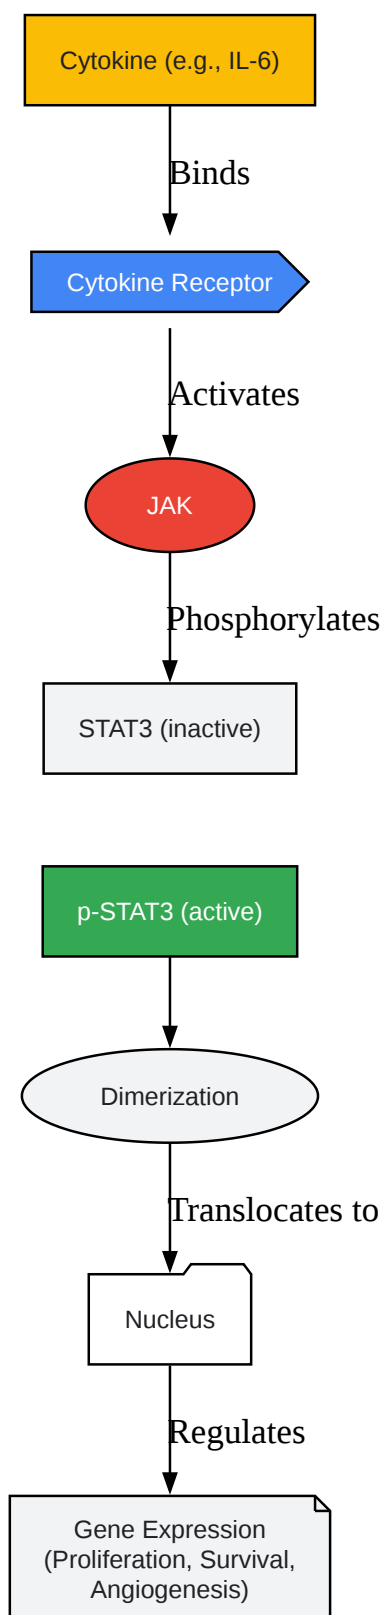 Cytokine (e.g., IL-6)
Binds
Cytokine Receptor
Activates
JAK
Phosphorylates
STAT3 (inactive)
p-STAT3 (active)
Dimerization
Translocates to
Nucleus
Regulates
Gene Expression
(Proliferation, Survival,
Angiogenesis)